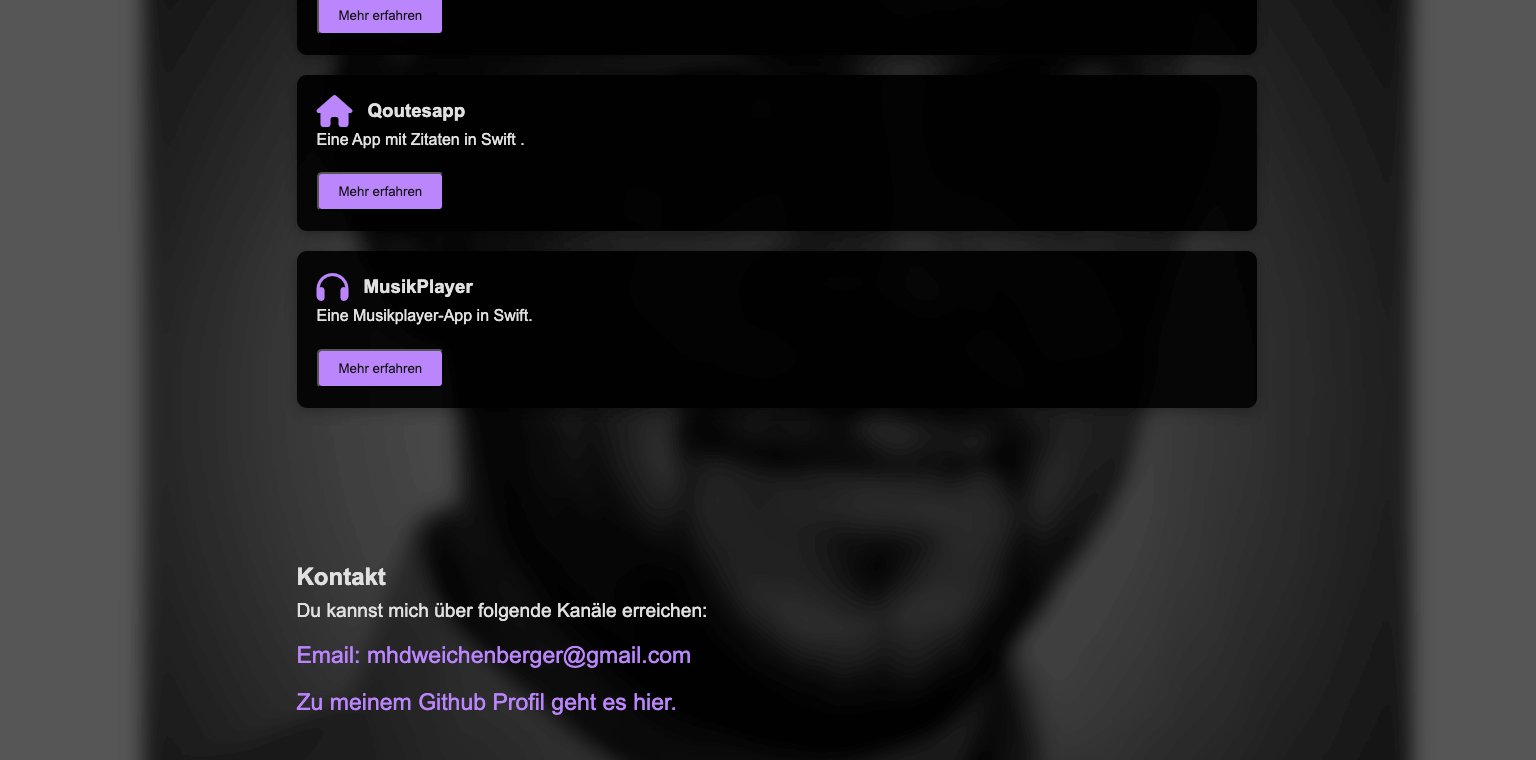 Mehr erfahren
Qoutesapp
Eine App mit Zitaten in Swift .
Mehr erfahren
MusikPlayer
Eine Musikplayer-App in Swift.
Mehr erfahren
Kontakt
Du kannst mich über folgende Kanäle erreichen:
Email: mhdweichenberger@gmail.com
Zu meinem Github Profil geht es hier.